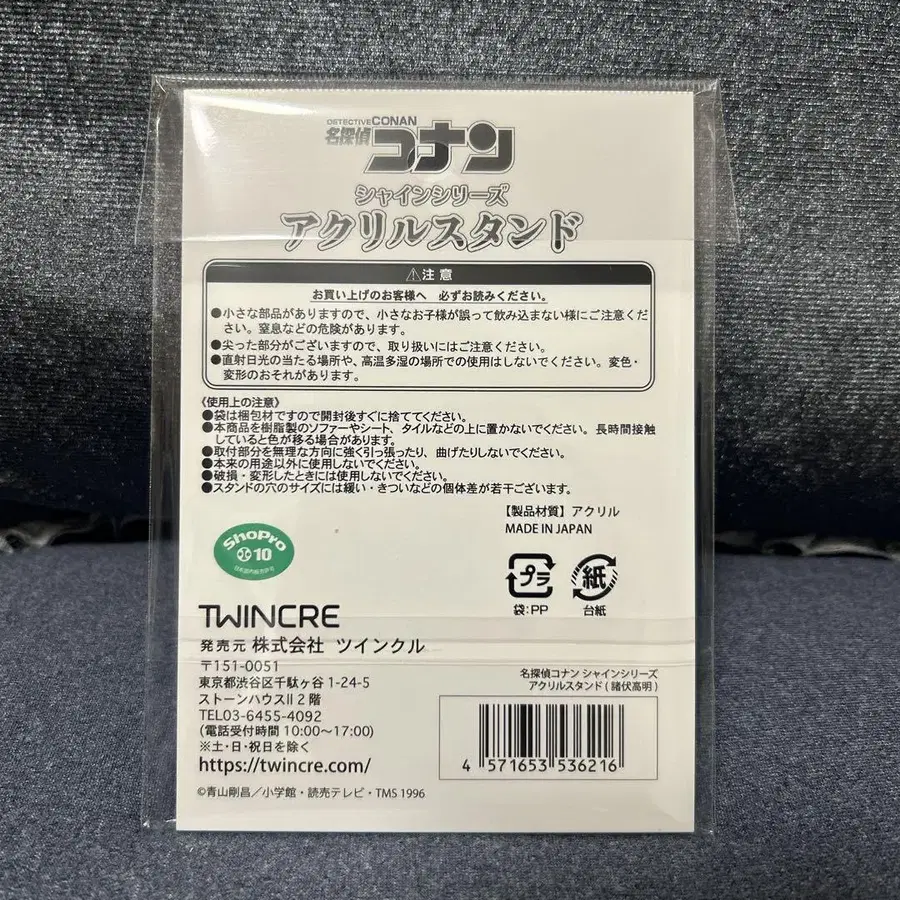 DETECTIVE CONAN
名探偵コナン
シャインシリーズ
アクリルスタンド
⚠注意
お買い上げのお客様へ 必ずお読みください。
●小さな部品がありますので、小さなお子様が誤って飲み込まない様にご注意くだ
さい。窒息などの危険があります。
●尖った部分がございますので、取り扱いにはご注意ください。
●直射日光の当たる場所や、高温多湿の場所での使用はしないでください。変色・
変形のおそれがあります。
《使用上の注意》
●袋は梱包材ですので開封後すぐに捨ててください。
●本商品を樹脂製のソファーやシート、タイルなどの上に置かないでください。長時間接触
していると色が移る場合があります。
●取付部分を無理な方向に強く引っ張ったり、曲げたりしないでください。
●本来の用途以外に使用しないでください。
●破損・変形したときには使用しないでください。
●スタンドの穴のサイズには緩い・きついなどの個体差が若干ございます。
【製品材質】アクリル
MADE IN JAPAN
ShoPro
10
日本国内販売許可
プラ
袋:PP
紙
台紙
TWINCRE
発売元 株式会社 ツインクル
〒151-0051
東京都渋谷区千駄ヶ谷 1-24-5
ストーンハウスII 2 階
TEL03-6455-4092
(電話受付時間 10:00〜17:00)
※土・日・祝日を除く
https://twincre.com/
©青山剛昌／小学館・読売テレビ・TMS 1996
名探偵コナン シャインシリーズ
アクリルスタンド ( 諸伏高明 )
4 571653 536216